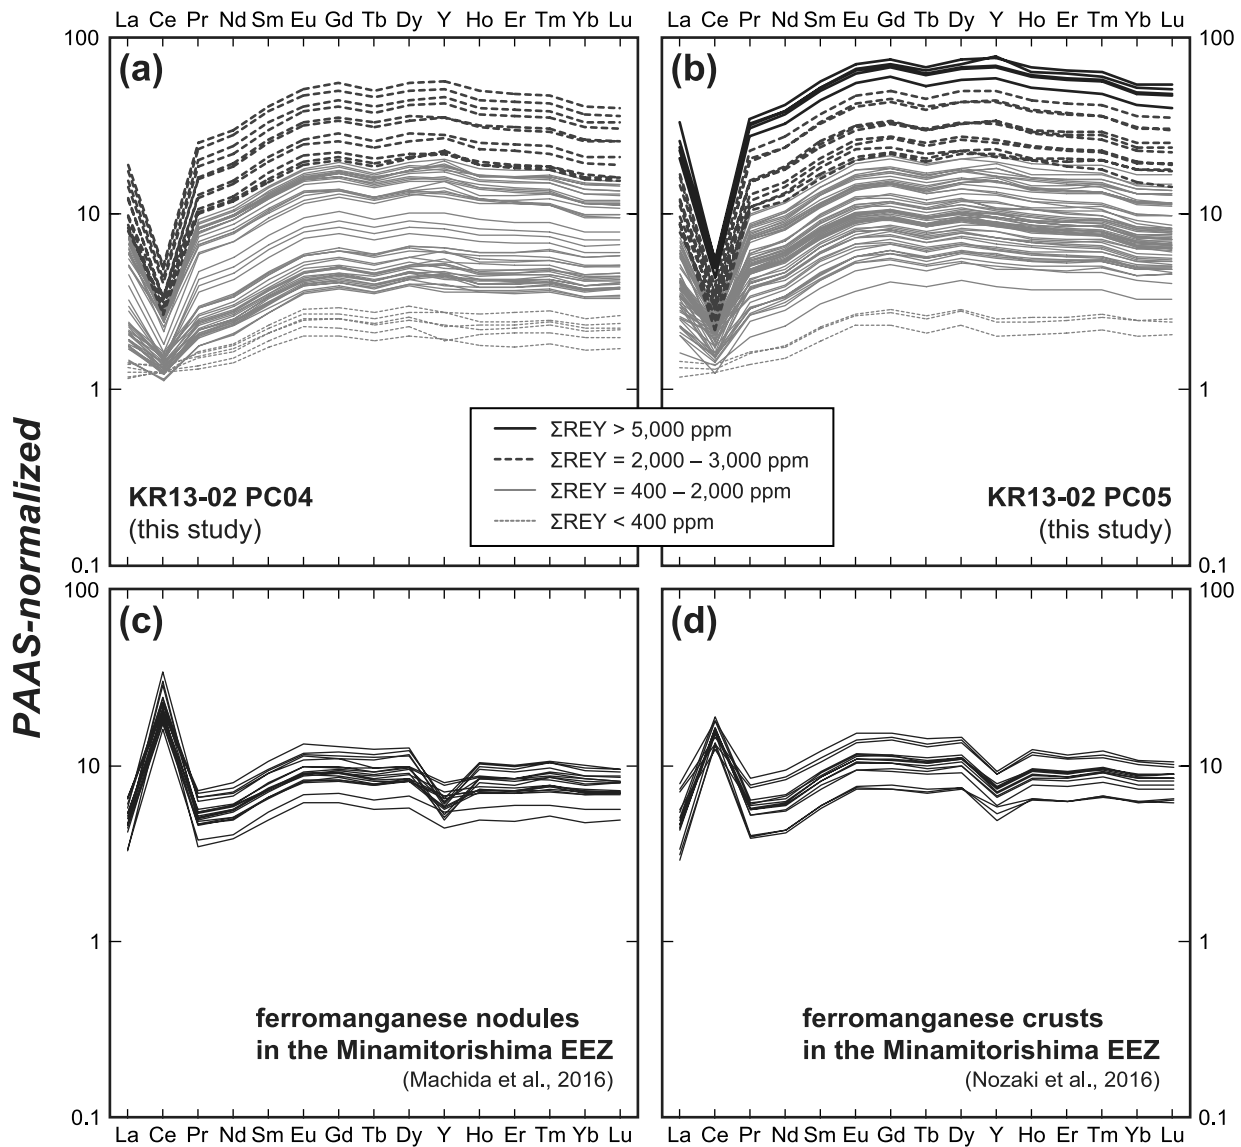 La Ce Pr Nd Sm Eu Gd Tb Dy Y Ho Er Tm Yb Lu
La Ce Pr Nd Sm Eu Gd Tb Dy Y Ho Er Tm Yb Lu
100
(a)
(b)
100
10
10
1
1
ΣREY > 5,000 ppm
ΣREY = 2,000 – 3,000 ppm
ΣREY = 400 – 2,000 ppm
ΣREY < 400 ppm
KR13-02 PC04
(this study)
KR13-02 PC05
(this study)
0.1
0.1
PAAS-normalized
100
(c)
(d)
100
10
10
1
1
ferromanganese nodules
in the Minamitorishima EEZ
(Machida et al., 2016)
ferromanganese crusts
in the Minamitorishima EEZ
(Nozaki et al., 2016)
0.1
0.1
La Ce Pr Nd Sm Eu Gd Tb Dy Y Ho Er Tm Yb Lu
La Ce Pr Nd Sm Eu Gd Tb Dy Y Ho Er Tm Yb Lu